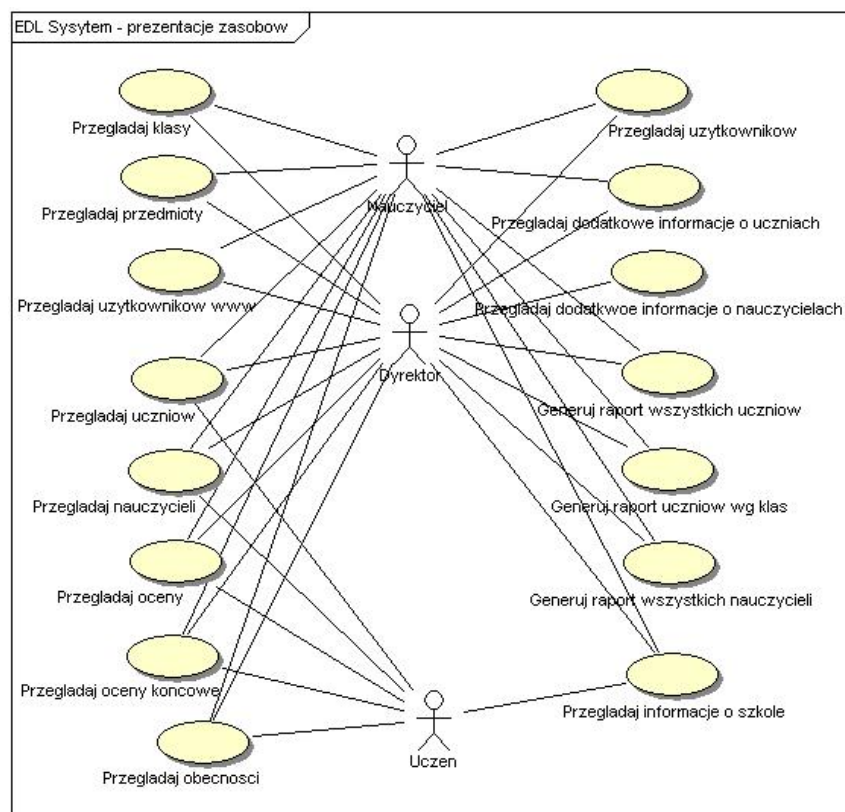 EDL Sysytem - prezentacje zasobow
Przegladaj klasy
Przegladaj uzytkownikow
Nauczyciel
Przegladaj przedmioty
Przegladaj dodatkowe informacje o uczniach
Przegladaj uzytkownikow www
Przegladaj dodatkwoe informacje o nauczycielach
Dyrektor
Przegladaj uczniow
Generuj raport wszystkich uczniow
Przegladaj nauczycieli
Generuj raport uczniow wg klas
Przegladaj oceny
Generuj raport wszystkich nauczycieli
Przegladaj oceny koncowe
Przegladaj informacje o szkole
Przegladaj obecnosci
Uczen